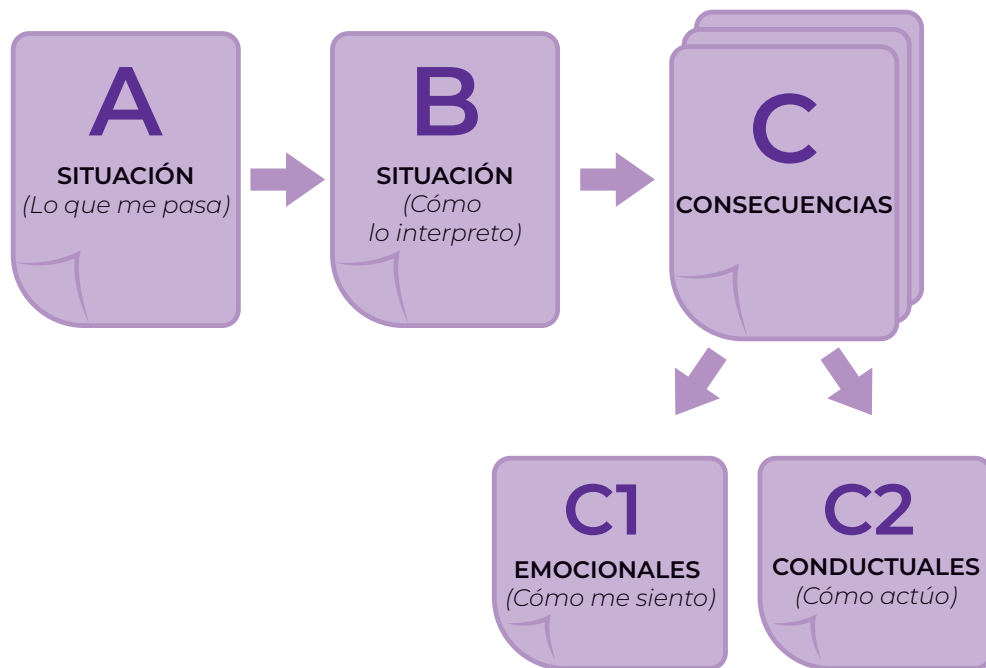 A
SITUACIÓN
(Lo que me pasa)
B
SITUACIÓN
(Cómo
lo interpreto)
C
CONSECUENCIAS
C1
EMOCIONALES
(Cómo me siento)
C2
CONDUCTUALES
(Cómo actúo)